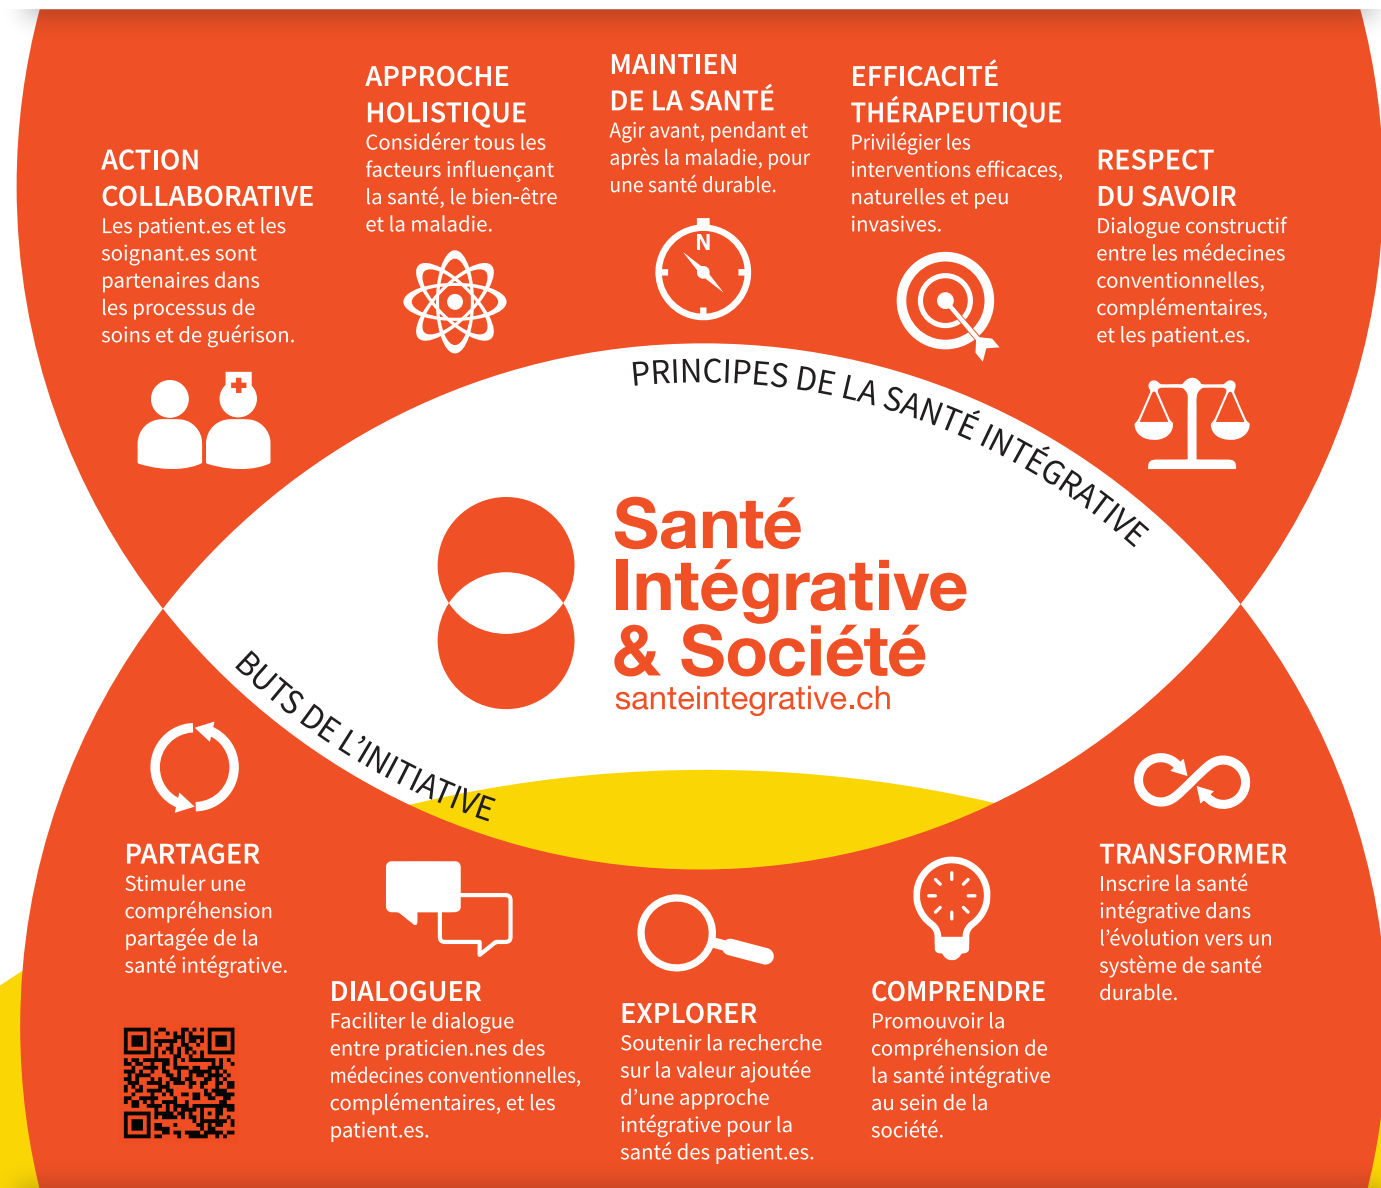 ACTION
COLLABORATIVE
Les patient.es et les
soignant.es sont
partenaires dans
les processus de
soins et de guérison.
APPROCHE
HOLISTIQUE
Considérer tous les
facteurs influençant
la santé, le bien-être
et la maladie.
MAINTIEN
DE LA SANTÉ
Agir avant, pendant et
après la maladie, pour
une santé durable.
N
EFFICACITÉ
THÉRAPEUTIQUE
Privilégier les
interventions efficaces,
naturelles et peu
invasives.
RESPECT
DU SAVOIR
Dialogue constructif
entre les médecines
conventionnelles,
complémentaires,
et les patient.es.
PRINCIPES DE LA SANTÉ INTÉGRATIVE
Santé
Intégrative
& Société
santeintegrative.ch
BUTS DE L'INITIATIVE
PARTAGER
Stimuler une
compréhension
partagée de la
santé intégrative.
DIALOGUER
Faciliter le dialogue
entre praticien.nes des
médecines conventionnelles,
complémentaires, et les
patient.es.
EXPLORER
Soutenir la recherche
sur la valeur ajoutée
d'une approche
intégrative pour la
santé des patient.es.
COMPRENDRE
Promouvoir la
compréhension de
la santé intégrative
au sein de la
société.
TRANSFORMER
Inscrire la santé
intégrative dans
l'évolution vers un
système de santé
durable.